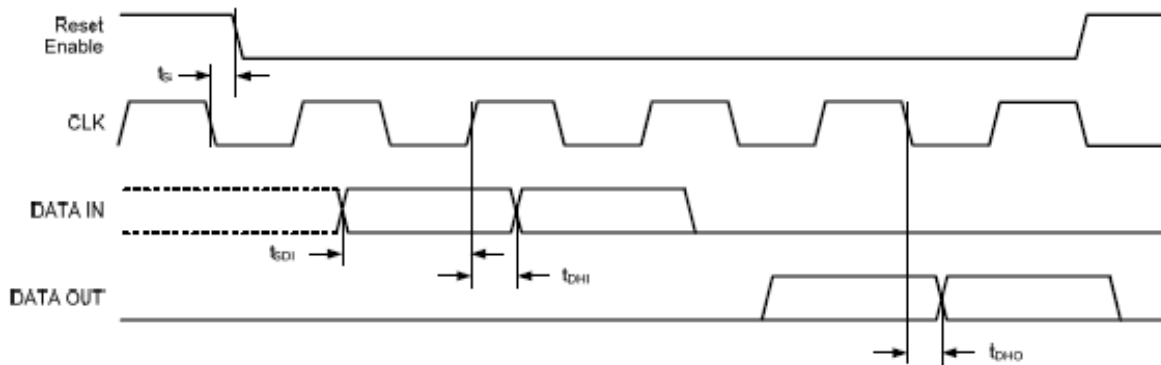 Reset
Enable
tS
CLK
DATA IN
tSDI
tDHI
DATA OUT
tDHO